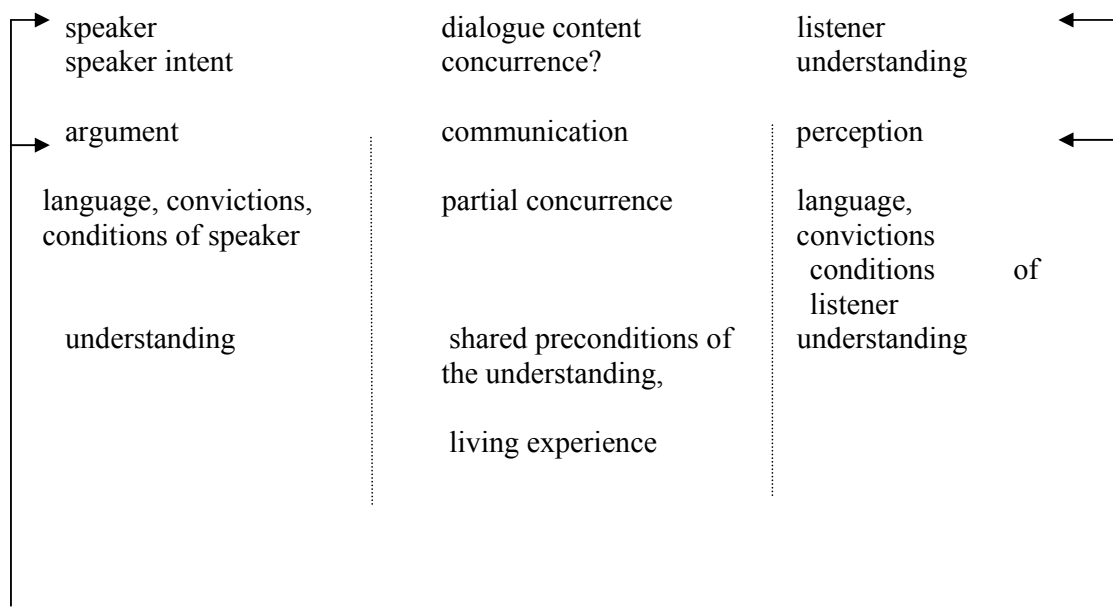 speaker
speaker intent
dialogue content
concurrence?
listener
understanding
argument
communication
perception
language, convictions,
conditions of speaker
partial concurrence
language,
convictions
conditions of
listener
understanding
shared preconditions of
the understanding,
understanding
living experience